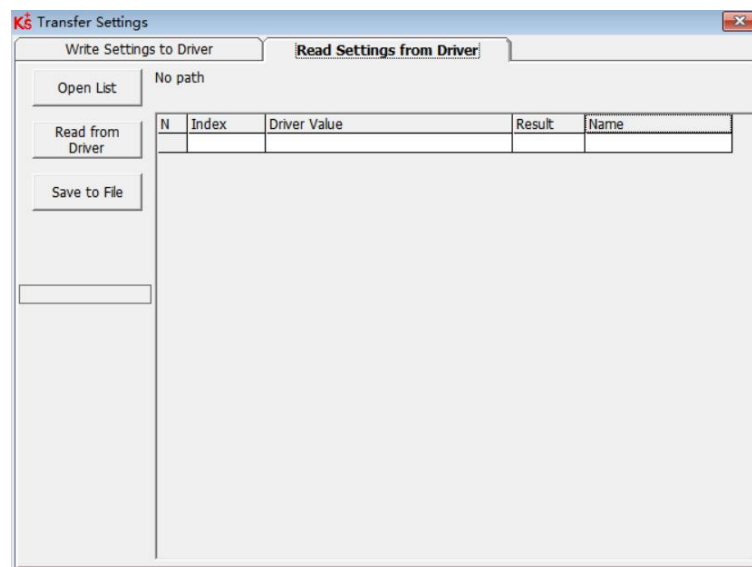 KS Transfer Settings
Write Settings to Driver
Read Settings from Driver
Open List
No path
Read from
Driver
Save to File
N Index Driver Value Result Name